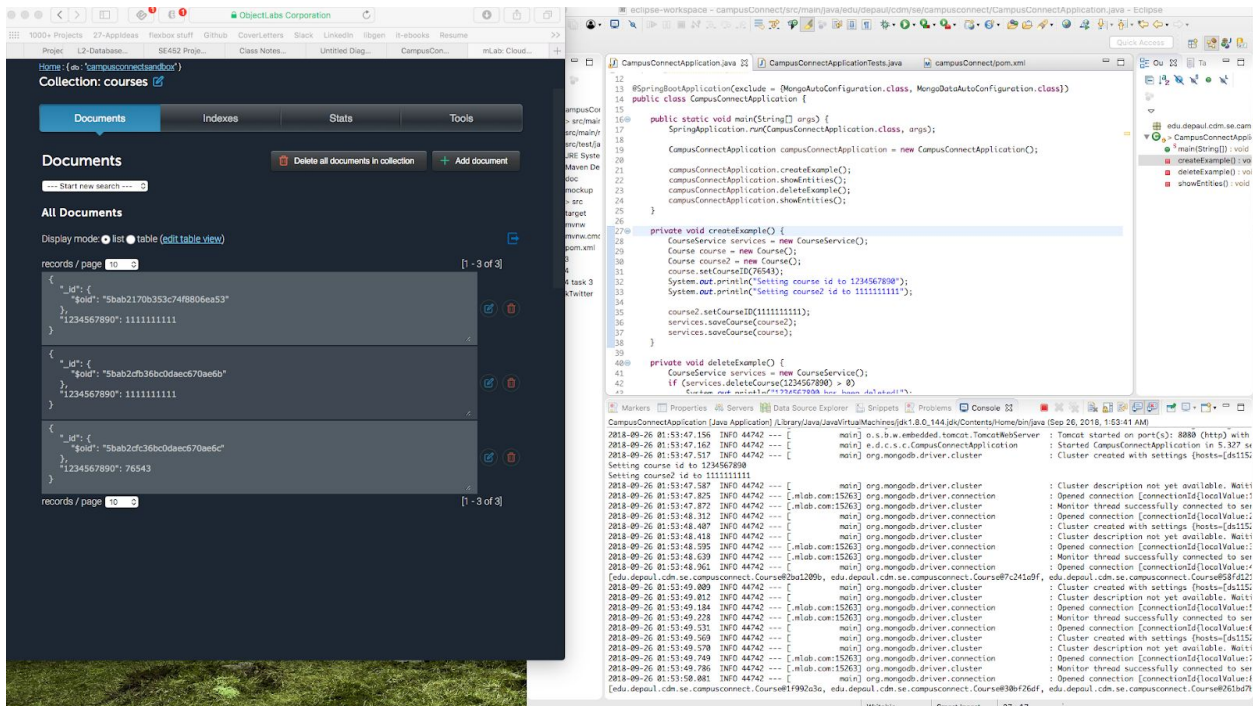 ObjectLabs Corporation
1000+ Projects 27-AppIdeas flexbox stuff Github CoverLetters Slack LinkedIn libgen it-ebooks Resume
Projec L2-Database... SE452 Proje... Class Notes... Untitled Diag... CampusCon... mLab: Cloud...
Home: {db: "campusconnectsandbox"}
Collection: courses
Documents Indexes Stats Tools
Documents
Delete all documents in collection
Add document
--- Start new search ---
All Documents
Display mode: list table (edit table view)
records / page 10 [1 - 3 of 3]
{
"_id": {
"$oid": "5bab2170b353c74f8806ea53"
},
"1234567890": 1111111111
}
{
"_id": {
"$oid": "5bab2cfb36bc0daec670ae6b"
},
"1234567890": 1111111111
}
{
"_id": {
"$oid": "5bab2cfc36bc0daec670ae6c"
},
"1234567890": 76543
}
records / page 10 [1 - 3 of 3]
eclipse-workspace - campusConnect/src/main/java/edu/depaul/cdm/se/campusconnect/CampusConnectApplication.java - Eclipse
Quick Access
CampusConnectApplication.java CampusConnectApplicationTests.java campusConnect/pom.xml
ampusCo
> src/main
src/main/r
src/test/ja
JRE Syste
Maven De
doc
mockup
> src
target
mvnw
mvnw.cmd
pom.xml
3
4
4 task 3
kTwitter
12
13 @SpringBootApplication(exclude = {MongoAutoConfiguration.class, MongoDataAutoConfiguration.class})
14 public class CampusConnectApplication {
15
16 public static void main(String[] args) {
17 SpringApplication.run(CampusConnectApplication.class, args);
18
19 CampusConnectApplication campusConnectApplication = new CampusConnectApplication();
20
21 campusConnectApplication.createExample();
22 campusConnectApplication.showEntities();
23 campusConnectApplication.deleteExample();
24 campusConnectApplication.showEntities();
25 }
26
27 private void createExample() {
28 CourseService services = new CourseService();
29 Course course = new Course();
30 Course course2 = new Course();
31 course.setCourseID(76543);
32 System.out.println("Setting course id to 1234567890");
33 System.out.println("Setting course2 id to 1111111111");
34
35 course2.setCourseID(1111111111);
36 services.saveCourse(course2);
37 services.saveCourse(course);
38 }
39
40 private void deleteExample() {
41 CourseService services = new CourseService();
42 if (services.deleteCourse(1234567890) > 0)
43 System.out.println("1234567890 has been deleted!");
Ou Ta
edu.depaul.cdm.se.cam
> CampusConnectAppli
main(String[]) : void
createExample() : vo
deleteExample() : voi
showEntities() : void
Markers Properties Servers Data Source Explorer Snippets Problems Console
CampusConnectApplication [Java Application] /Library/Java/JavaVirtualMachines/jdk1.8.0_144.jdk/Contents/Home/bin/java (Sep 26, 2018, 1:53:41 AM)
2018-09-26 01:53:47.156 INFO 44742 --- [ main] o.s.b.w.embedded.tomcat.TomcatWebServer : Tomcat started on port(s): 8080 (http) with
2018-09-26 01:53:47.162 INFO 44742 --- [ main] e.d.c.s.c.CampusConnectApplication : Started CampusConnectApplication in 5.327 se
2018-09-26 01:53:47.517 INFO 44742 --- [ main] org.mongodb.driver.cluster : Cluster created with settings {hosts=[ds1152
Setting course id to 1234567890
Setting course2 id to 1111111111
2018-09-26 01:53:47.587 INFO 44742 --- [ main] org.mongodb.driver.cluster : Cluster description not yet available. Waiti
2018-09-26 01:53:47.825 INFO 44742 --- [.mlab.com:15263] org.mongodb.driver.connection : Opened connection [connectionId{localValue:1
2018-09-26 01:53:47.872 INFO 44742 --- [.mlab.com:15263] org.mongodb.driver.cluster : Monitor thread successfully connected to ser
2018-09-26 01:53:48.312 INFO 44742 --- [ main] org.mongodb.driver.connection : Opened connection [connectionId{localValue:2
2018-09-26 01:53:48.407 INFO 44742 --- [ main] org.mongodb.driver.cluster : Cluster created with settings {hosts=[ds1152
2018-09-26 01:53:48.418 INFO 44742 --- [ main] org.mongodb.driver.cluster : Cluster description not yet available. Waiti
2018-09-26 01:53:48.595 INFO 44742 --- [.mlab.com:15263] org.mongodb.driver.connection : Opened connection [connectionId{localValue:3
2018-09-26 01:53:48.639 INFO 44742 --- [.mlab.com:15263] org.mongodb.driver.cluster : Monitor thread successfully connected to ser
2018-09-26 01:53:48.961 INFO 44742 --- [ main] org.mongodb.driver.connection : Opened connection [connectionId{localValue:4
[edu.depaul.cdm.se.campusconnect.Course@2ba1209b, edu.depaul.cdm.se.campusconnect.Course@7c241a9f, edu.depaul.cdm.se.campusconnect.Course@58fd121
2018-09-26 01:53:49.009 INFO 44742 --- [ main] org.mongodb.driver.cluster : Cluster created with settings {hosts=[ds1152
2018-09-26 01:53:49.012 INFO 44742 --- [ main] org.mongodb.driver.cluster : Cluster description not yet available. Waiti
2018-09-26 01:53:49.184 INFO 44742 --- [.mlab.com:15263] org.mongodb.driver.connection : Opened connection [connectionId{localValue:5
2018-09-26 01:53:49.228 INFO 44742 --- [.mlab.com:15263] org.mongodb.driver.cluster : Monitor thread successfully connected to ser
2018-09-26 01:53:49.531 INFO 44742 --- [ main] org.mongodb.driver.connection : Opened connection [connectionId{localValue:6
2018-09-26 01:53:49.569 INFO 44742 --- [ main] org.mongodb.driver.cluster : Cluster created with settings {hosts=[ds1152
2018-09-26 01:53:49.570 INFO 44742 --- [ main] org.mongodb.driver.cluster : Cluster description not yet available. Waiti
2018-09-26 01:53:49.749 INFO 44742 --- [.mlab.com:15263] org.mongodb.driver.connection : Opened connection [connectionId{localValue:7
2018-09-26 01:53:49.786 INFO 44742 --- [.mlab.com:15263] org.mongodb.driver.cluster : Monitor thread successfully connected to ser
2018-09-26 01:53:50.081 INFO 44742 --- [ main] org.mongodb.driver.connection : Opened connection [connectionId{localValue:8
[edu.depaul.cdm.se.campusconnect.Course@1f992a3a, edu.depaul.cdm.se.campusconnect.Course@30bf26df, edu.depaul.cdm.se.campusconnect.Course@261bd7b